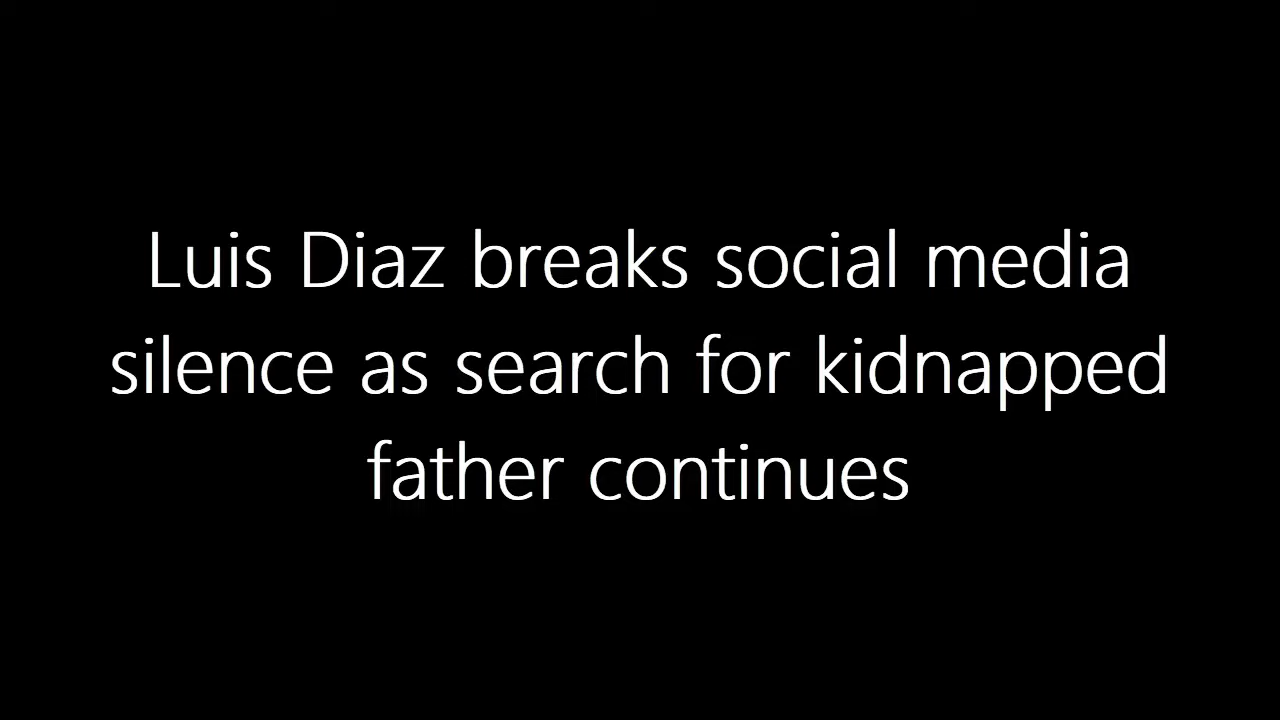 Luis Diaz breaks social media
silence as search for kidnapped
father continues